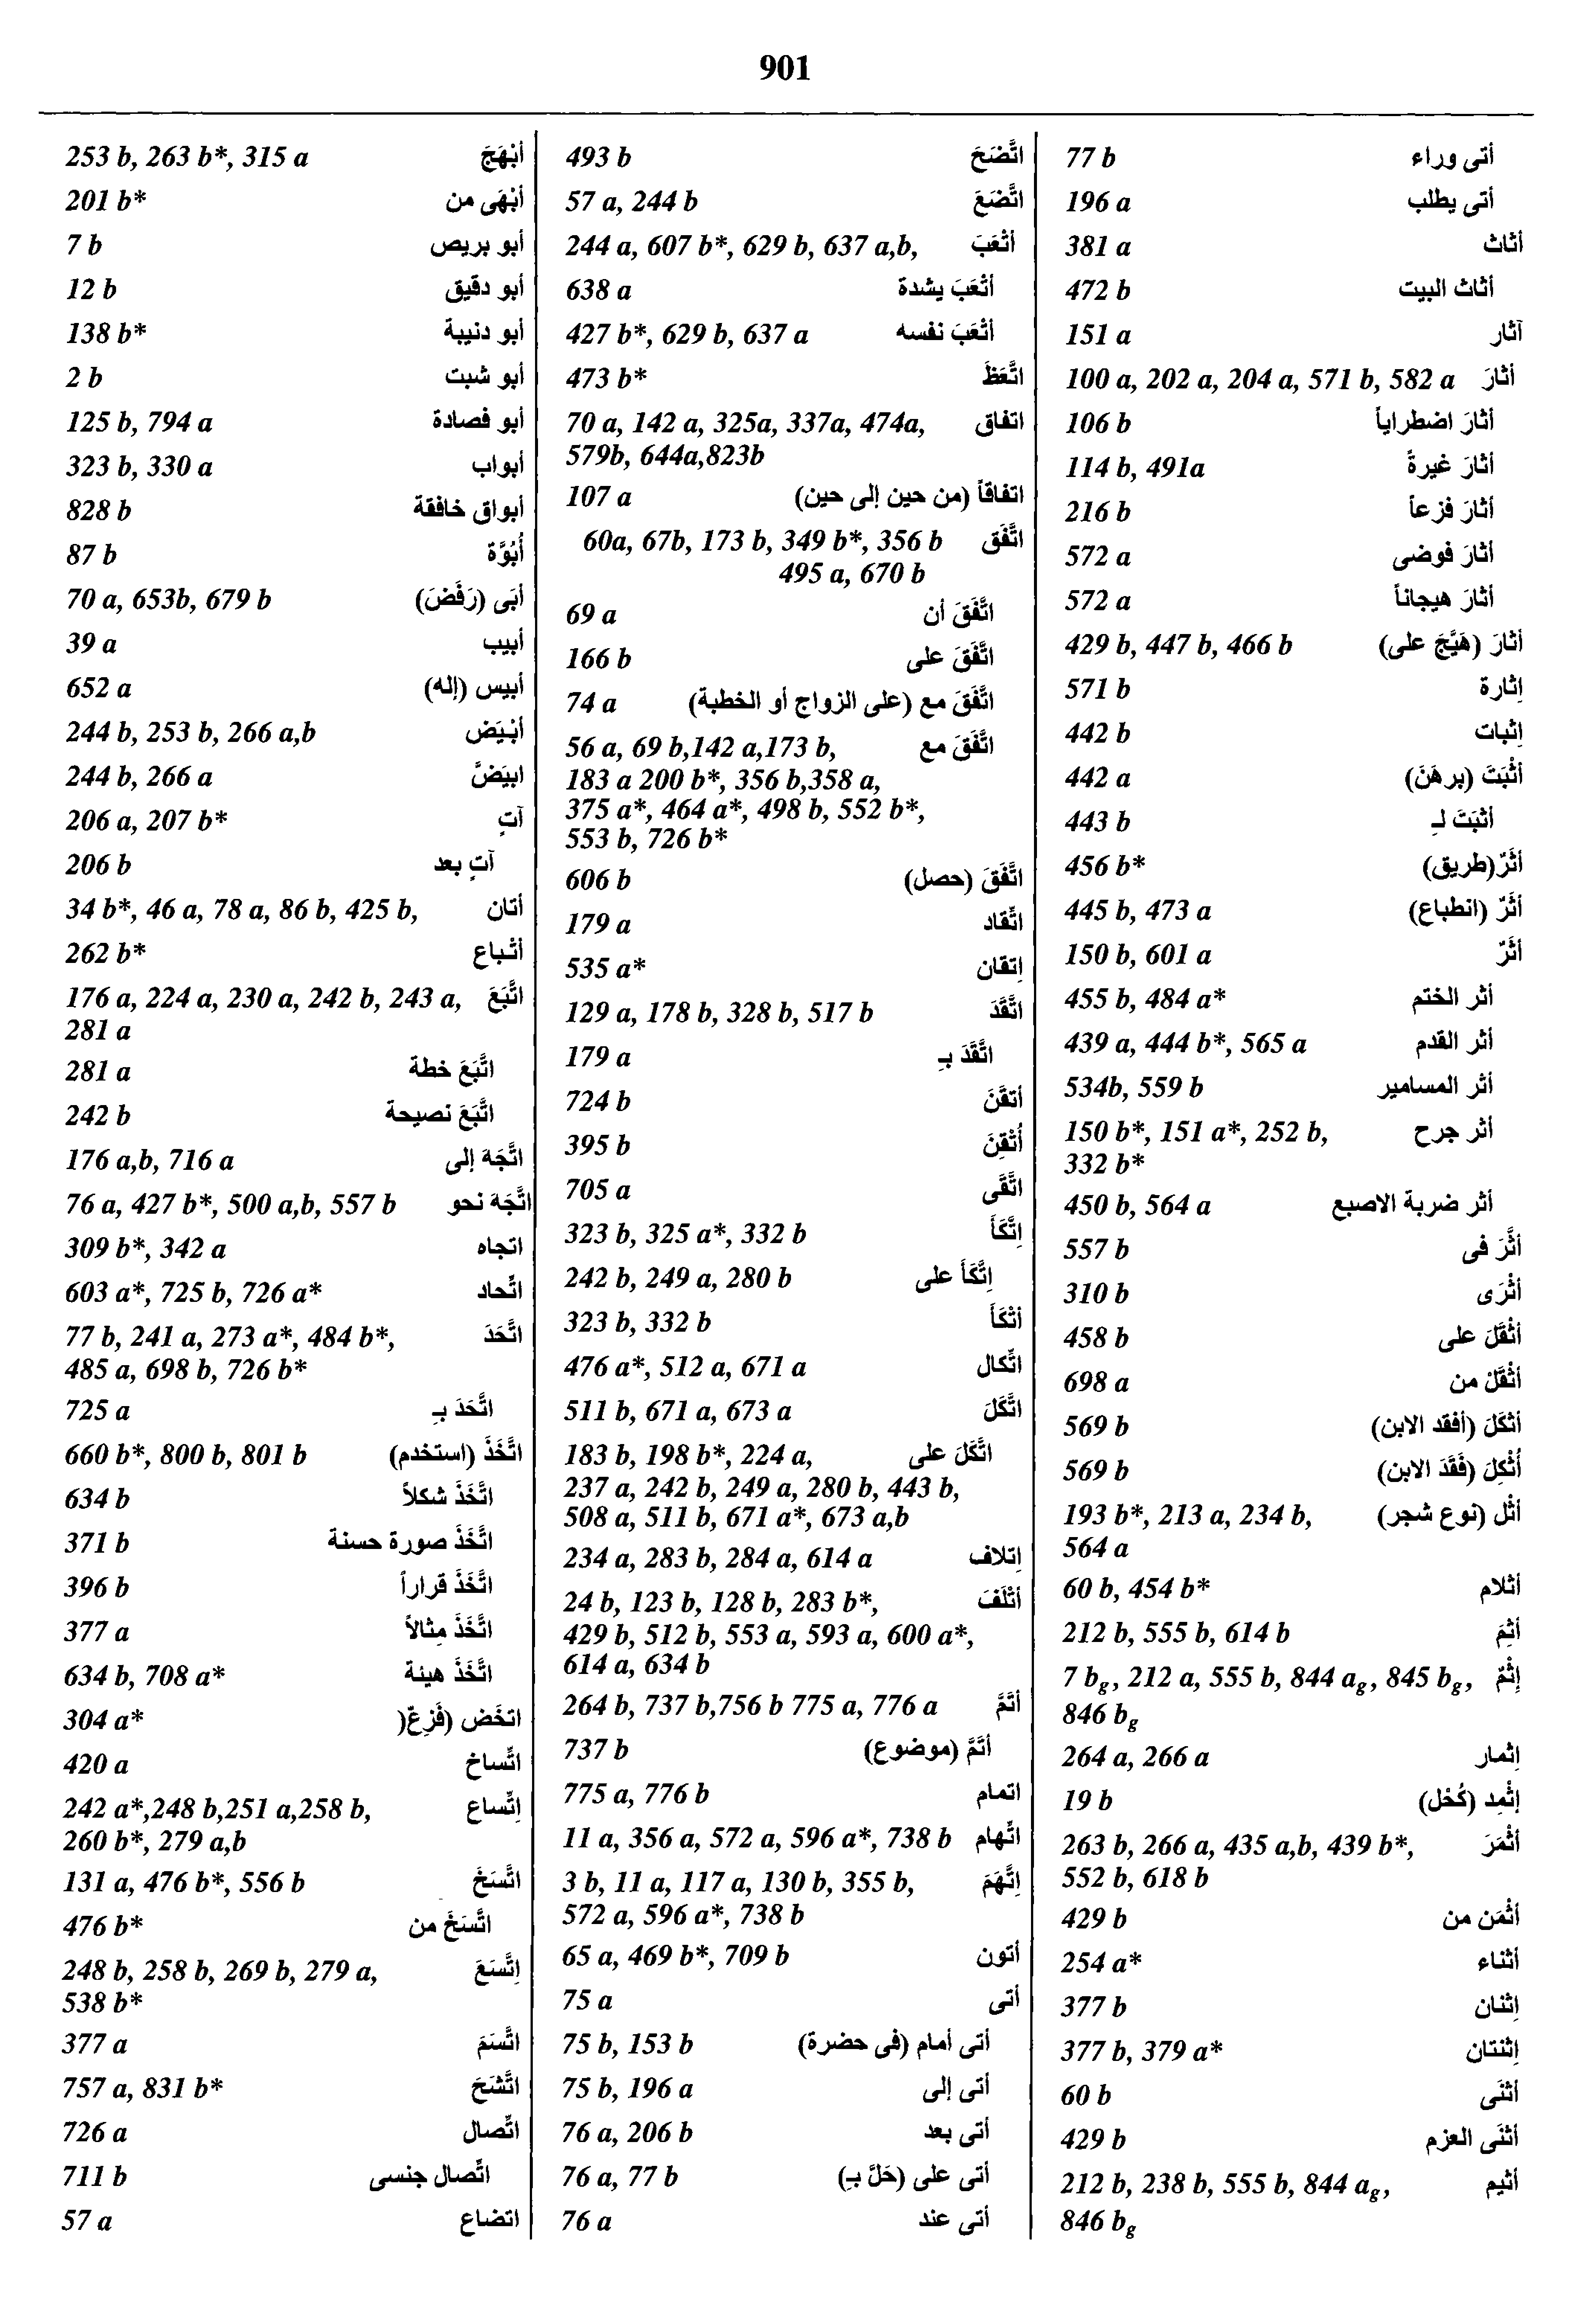 901
253 b, 263 b*, 315 a أبْهَجَ
201 b* أبْهَى من
7 b أبو بريص
12 b أبو دقيق
138 b* أبو دنيبة
2 b أبو شبت
125 b, 794 a أبو فصادة
323 b, 330 a أبواب
828 b أبواق خافقة
87 b أُبُوَّة
70 a, 653b, 679 b أبَى (رَفَضَ)
39 a أبيب
652 a أبيس (إله)
244 b, 253 b, 266 a,b أبْيَض
244 b, 266 a ابيَضَّ
206 a, 207 b* آتٍ
206 b آتٍ بعد
34 b*, 46 a, 78 a, 86 b, 425 b, أتان
262 b* أتْباع
176 a, 224 a, 230 a, 242 b, 243 a, اتَّبَعَ
281 a
281 a اتَّبَعَ خطة
242 b اتَّبَعَ نصيحة
176 a,b, 716 a اتَّجَهَ إلى
76 a, 427 b*, 500 a,b, 557 b اتَّجَهَ نحو
309 b*, 342 a اتجاه
603 a*, 725 b, 726 a* اتِّحاد
77 b, 241 a, 273 a*, 484 b*, اتَّحَدَ
485 a, 698 b, 726 b*
725 a اتَّحَدَ بـِ
660 b*, 800 b, 801 b اتَّخَذَ (استخدم)
634 b اتَّخَذَ شكلاً
371 b اتَّخَذَ صورة حسنة
396 b اتَّخَذَ قراراً
377 a اتَّخَذَ مثالاً
634 b, 708 a* اتَّخَذَ هيئة
304 a* اتخَض (فَزِعَ)
420 a اتِّساخ
242 a*,248 b,251 a,258 b, إتِّساع
260 b*, 279 a,b
131 a, 476 b*, 556 b اتَّسَخَ
476 b* اتَّسَخَ من
248 b, 258 b, 269 b, 279 a, إتَّسَعَ
538 b*
377 a اتَّسَمَ
757 a, 831 b* اتَّشَحَ
726 a اتِّصال
711 b اتِّصال جنسى
57 a اتضاع
493 b اتَّضَحَ
57 a, 244 b اتَّضَعَ
244 a, 607 b*, 629 b, 637 a,b, أتْعَبَ
638 a أتْعَبَ بشدة
427 b*, 629 b, 637 a أتْعَبَ نفسه
473 b* اتَّعَظَ
70 a, 142 a, 325a, 337a, 474a, اتفاق
579b, 644a,823b
107 a اتفاقاً (من حين إلى حين)
60a, 67b, 173 b, 349 b*, 356 b اتَّفَق
495 a, 670 b
69 a اتَّفَقَ أن
166 b اتَّفَقَ على
74 a اتَّفَقَ مع (على الزواج أو الخطبة)
56 a, 69 b,142 a,173 b, اتَّفَقَ مع
183 a 200 b*, 356 b,358 a,
375 a*, 464 a*, 498 b, 552 b*,
553 b, 726 b*
606 b اتَّفَقَ (حصل)
179 a اتِّقاد
535 a* إتقان
129 a, 178 b, 328 b, 517 b اتَّقَدَ
179 a اتَّقَدَ بـِ
724 b أتقَنَ
395 b أُتْقِنَ
705 a اتَّقَى
323 b, 325 a*, 332 b إتَّكَأ
242 b, 249 a, 280 b إتَّكَأ على
323 b, 332 b أتْكَأ
476 a*, 512 a, 671 a اتِّكال
511 b, 671 a, 673 a اتَّكَلَ
183 b, 198 b*, 224 a, اتَّكَلَ على
237 a, 242 b, 249 a, 280 b, 443 b,
508 a, 511 b, 671 a*, 673 a,b
234 a, 283 b, 284 a, 614 a إتلاف
24 b, 123 b, 128 b, 283 b*, أتْلَفَ
429 b, 512 b, 553 a, 593 a, 600 a*,
614 a, 634 b
264 b, 737 b,756 b 775 a, 776 a أتَمَّ
737 b أتَمَّ (موضوع)
775 a, 776 b اتمام
11 a, 356 a, 572 a, 596 a*, 738 b اتِّهام
3 b, 11 a, 117 a, 130 b, 355 b, إتَّهَمَ
572 a, 596 a*, 738 b
65 a, 469 b*, 709 b أتون
75 a أتى
75 b, 153 b أتى أمام (فى حضرة)
75 b, 196 a أتى إلى
76 a, 206 b أتى بعد
76 a, 77 b أتى على (حَلَّ بـِ)
76 a أتى عند
77 b أتى وراء
196 a أتى يطلب
381 a أثاث
472 b أثاث البيت
151 a آثار
100 a, 202 a, 204 a, 571 b, 582 a أثارَ
106 b أثارَ اضطراباً
114 b, 491a أثارَ غيرةً
216 b أثارَ فزعاً
572 a أثارَ فوضى
572 a أثارَ هيجاناً
429 b, 447 b, 466 b أثارَ (هَيَّجَ على)
571 b إثارة
442 b إثبات
442 a أثْبَتَ (برهَنَ)
443 b أثبَتَ لـِ
456 b* أثَرٌ(طريق)
445 b, 473 a أثَرٌ (انطباع)
150 b, 601 a أثَرٌ
455 b, 484 a* أثر الختم
439 a, 444 b*, 565 a أثر القدم
534b, 559 b أثر المسامير
150 b*, 151 a*, 252 b, أثر جرح
332 b*
450 b, 564 a أثر ضربة الاصبع
557 b أثَّرَ فى
310 b أثْرَى
458 b أثْقَلَ على
698 a أثْقَلْ من
569 b أثكَلَ (أفقد الابن)
569 b أُثْكِلَ (فَقَدَ الابن)
193 b*, 213 a, 234 b, أثْل (نوع شجر)
564 a
60 b, 454 b* أثلام
212 b, 555 b, 614 b أثِمَ
7 bg, 212 a, 555 b, 844 ag, 845 bg, إثْمٌ
846 bg
264 a, 266 a إثمار
19 b إثْمِد (كُحْل)
263 b, 266 a, 435 a,b, 439 b*, أثْمَرَ
552 b, 618 b
429 b أثْمَن من
254 a* أثناء
377 b إثنان
377 b, 379 a* إثنتان
60 b أثنَى
429 b أثنَى العزم
212 b, 238 b, 555 b, 844 ag, أثيم
846 bg